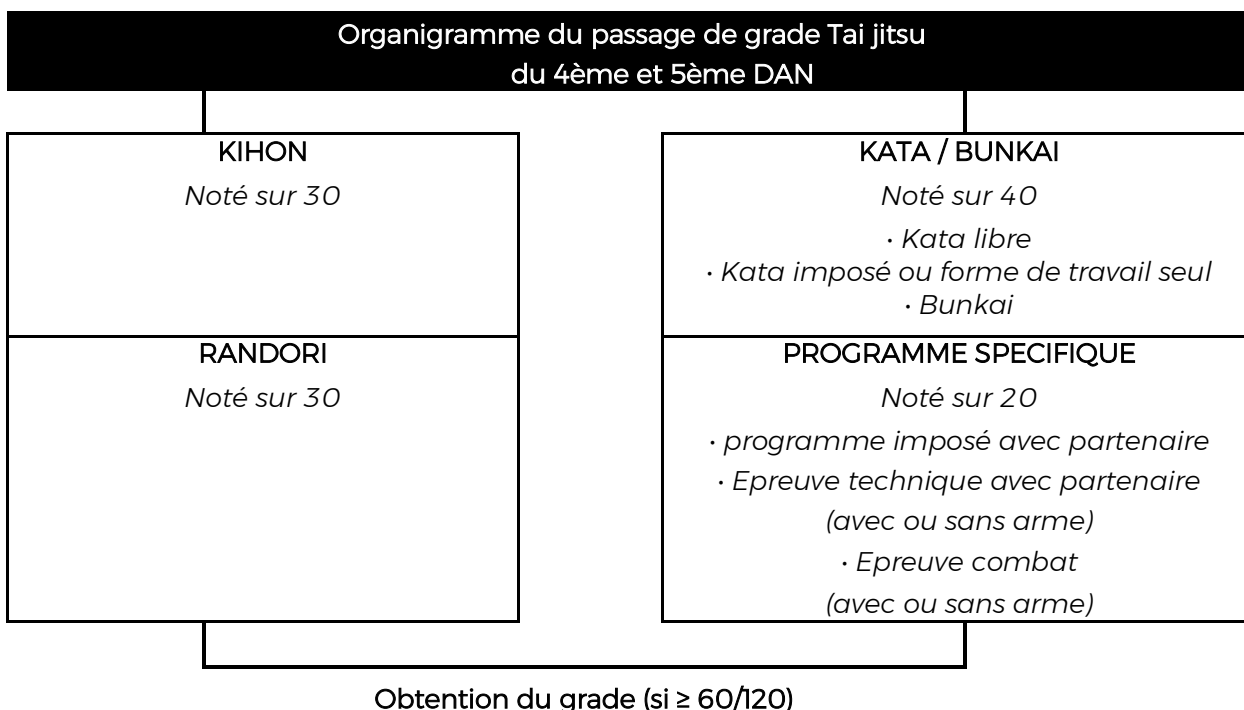 Organigramme du passage de grade Tai jitsu
du 4ème et 5ème DAN
KIHON
Noté sur 30
KATA / BUNKAI
Noté sur 40
• Kata libre
• Kata imposé ou forme de travail seul
• Bunkai
RANDORI
Noté sur 30
PROGRAMME SPECIFIQUE
Noté sur 20
• programme imposé avec partenaire
• Epreuve technique avec partenaire
(avec ou sans arme)
• Epreuve combat
(avec ou sans arme)
Obtention du grade (si ≥ 60/120)